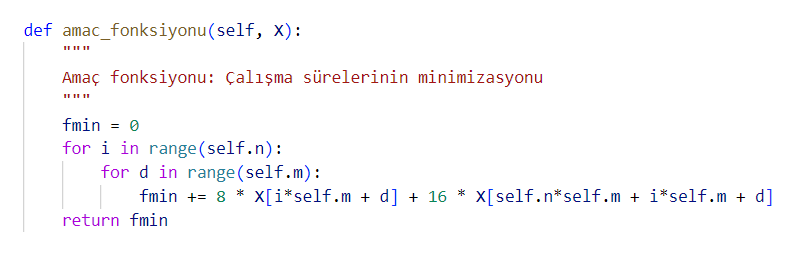 def amac_fonksiyonu(self, X):
"""
Amaç fonksiyonu: Çalışma sürelerinin minimizasyonu
"""
fmin = 0
for i in range(self.n):
for d in range(self.m):
fmin += 8 * X[i*self.m + d] + 16 * X[self.n*self.m + i*self.m + d]
return fmin